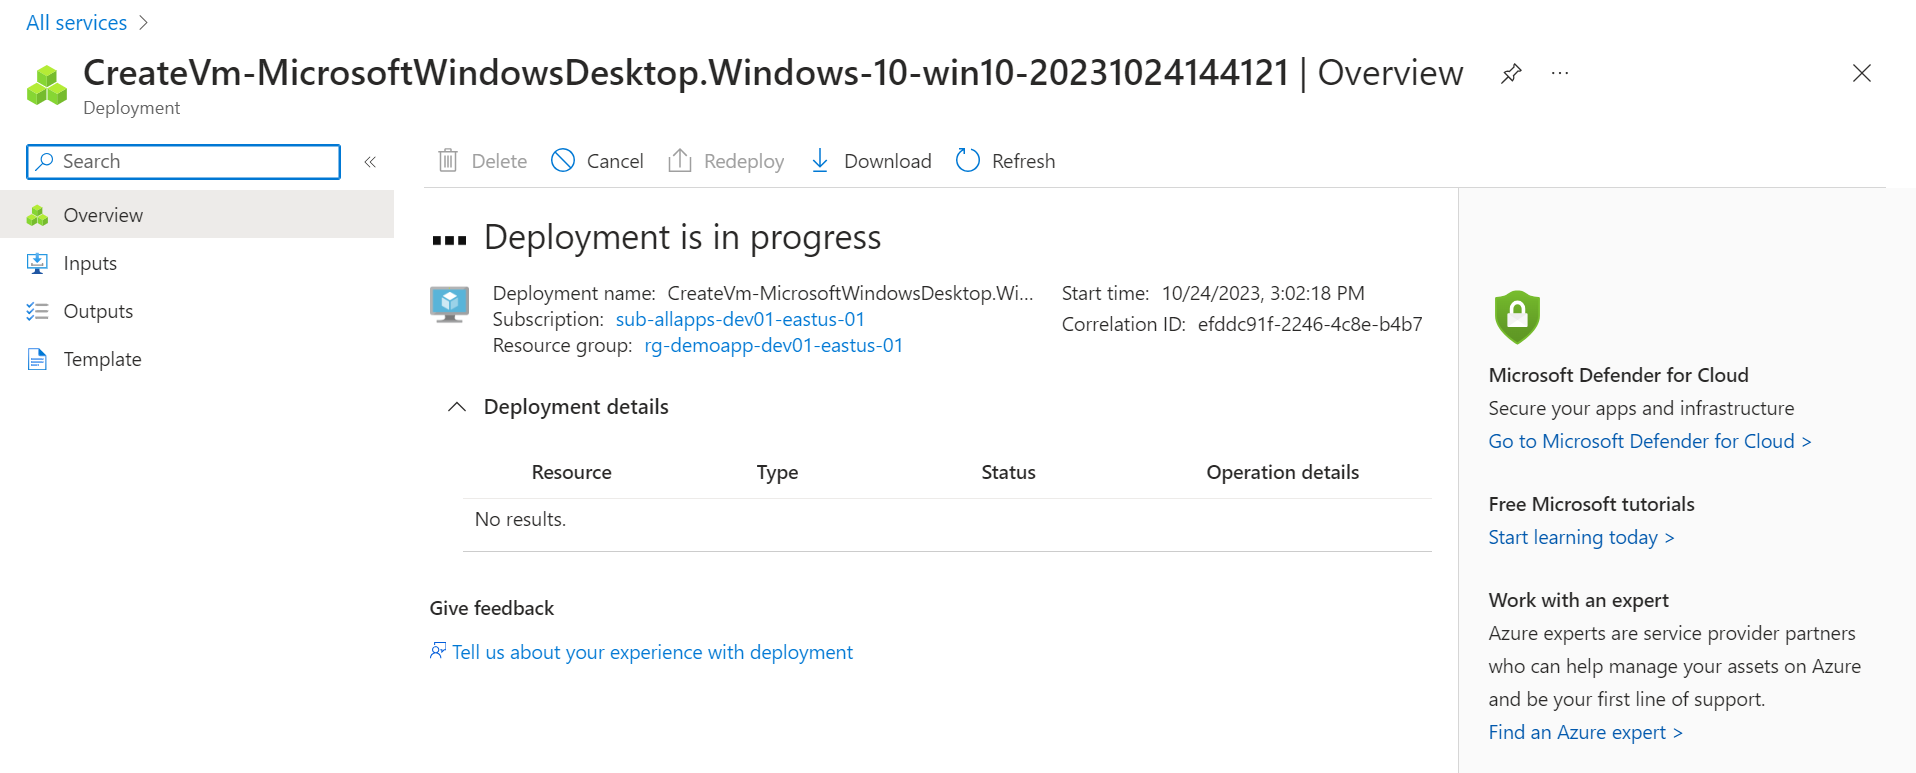 All services
CreateVm-MicrosoftWindowsDesktop.Windows-10-win10-20231024144121 | Overview
Deployment
Search
Overview
Inputs
Outputs
Template
Delete
Cancel
Redeploy
Download
Refresh
Deployment is in progress
Deployment name: CreateVm-MicrosoftWindowsDesktop.Wi...
Subscription: sub-allapps-dev01-eastus-01
Resource group: rg-demoapp-dev01-eastus-01
Start time: 10/24/2023, 3:02:18 PM
Correlation ID: efddc91f-2246-4c8e-b4b7
Deployment details
Resource Type Status Operation details
No results.
Give feedback
Tell us about your experience with deployment
Microsoft Defender for Cloud
Secure your apps and infrastructure
Go to Microsoft Defender for Cloud >
Free Microsoft tutorials
Start learning today >
Work with an expert
Azure experts are service provider partners
who can help manage your assets on Azure
and be your first line of support.
Find an Azure expert >